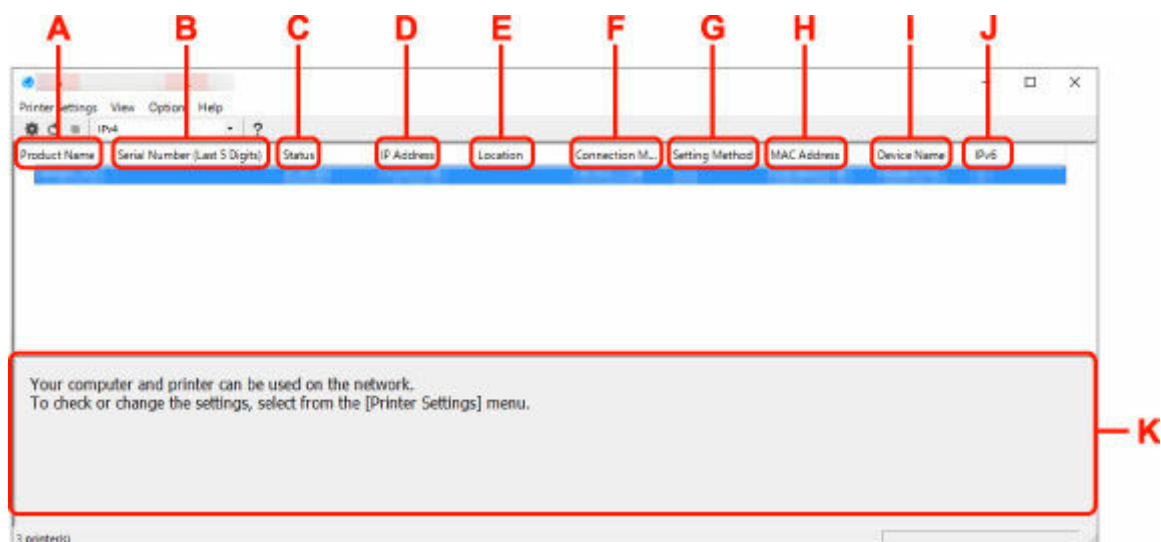 A B C D E F G H I J
Printer Settings View Option Help
IPv4 ?
Product Name Serial Number (Last 5 Digits) Status IP Address Location Connection M... Setting Method MAC Address Device Name IPv6
Your computer and printer can be used on the network.
To check or change the settings, select from the [Printer Settings] menu.
K
3 printer(s)